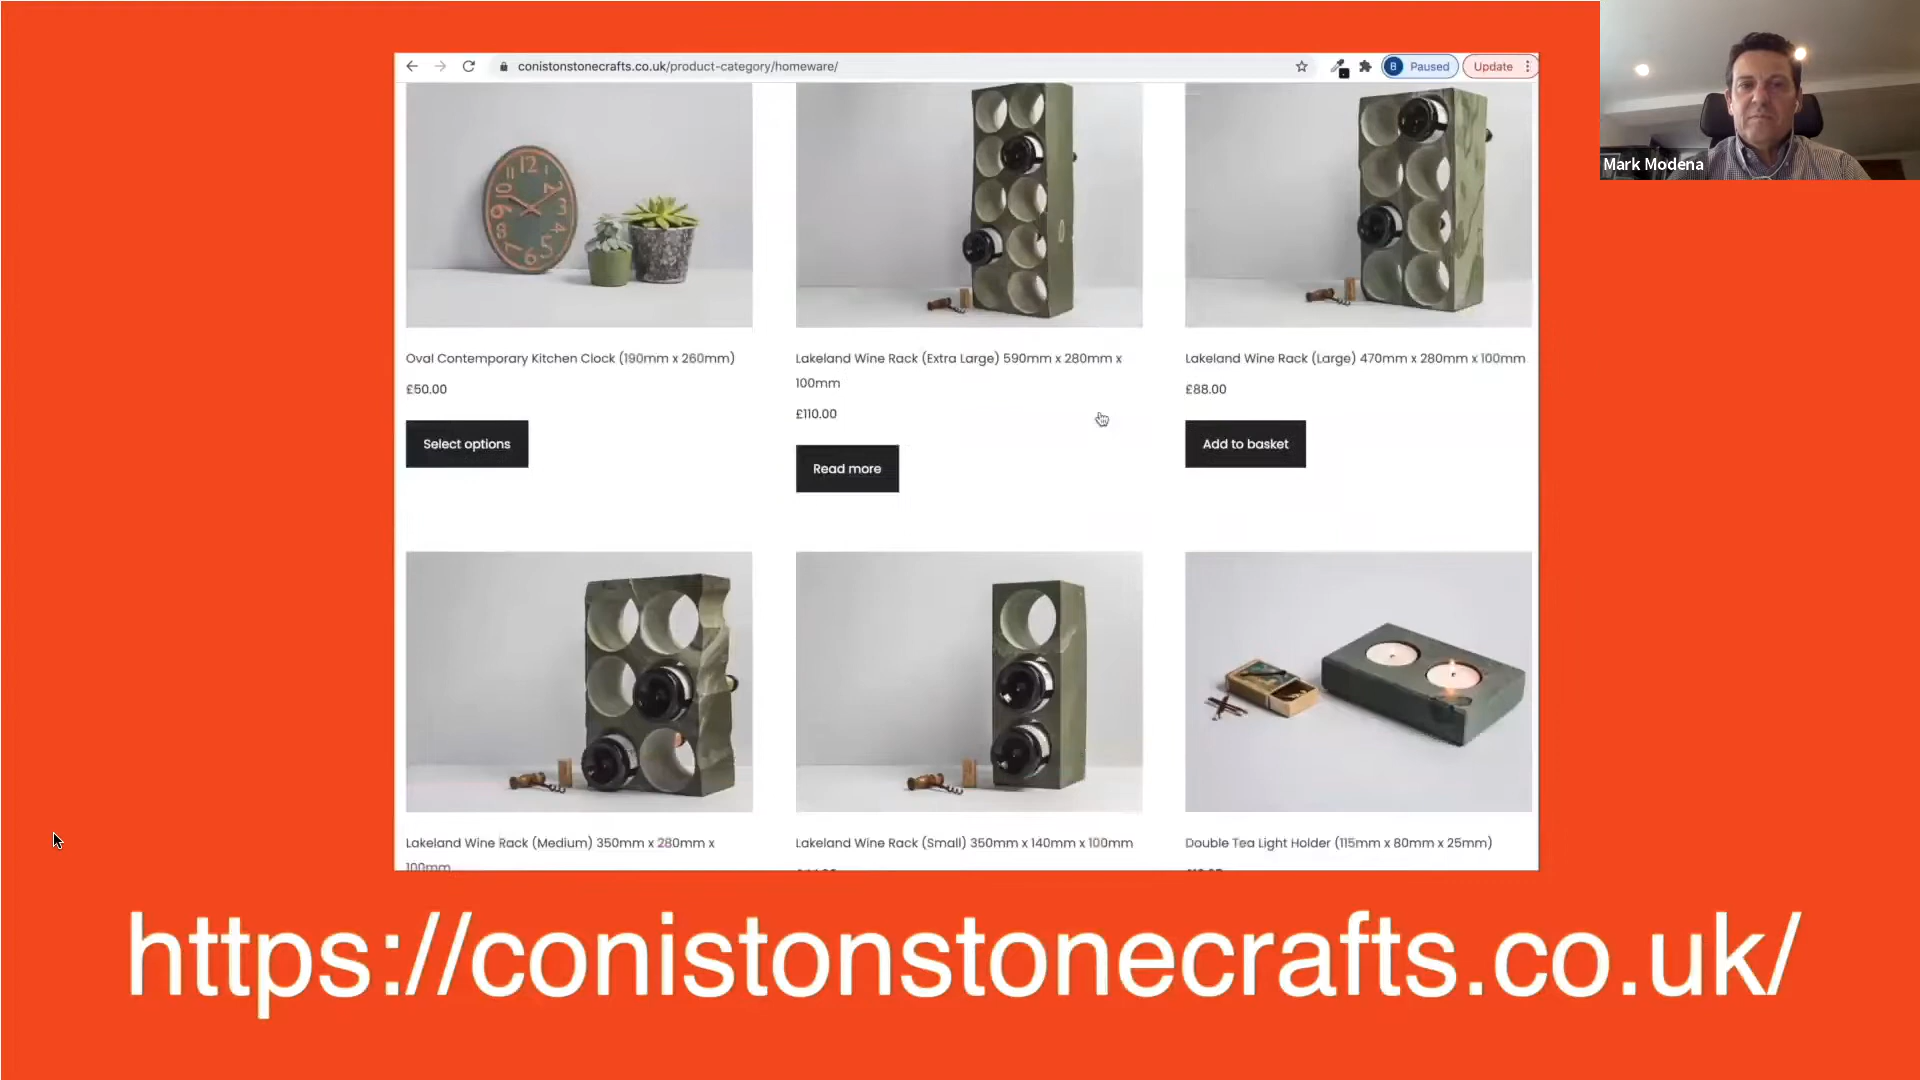 conistonstonecrafts.co.uk/product-category/homeware/
B Paused
Update
Mark Modena
Oval Contemporary Kitchen Clock (190mm x 260mm)
£50.00
Select options
Lakeland Wine Rack (Extra Large) 590mm x 280mm x
100mm
£110.00
Read more
Lakeland Wine Rack (Large) 470mm x 280mm x 100mm
£88.00
Add to basket
Lakeland Wine Rack (Medium) 350mm x 280mm x
100mm
Lakeland Wine Rack (Small) 350mm x 140mm x 100mm
Double Tea Light Holder (115mm x 80mm x 25mm)
https://conistonstonecrafts.co.uk/